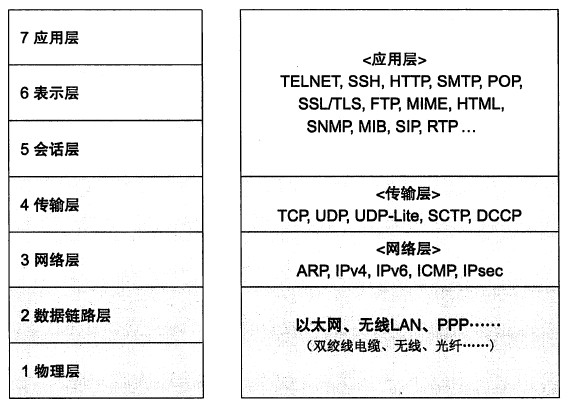 7 应用层
6 表示层
5 会话层
4 传输层
3 网络层
2 数据链路层
1 物理层
<应用层>
TELNET, SSH, HTTP, SMTP, POP,
SSL/TLS, FTP, MIME, HTML,
SNMP, MIB, SIP, RTP ...
<传输层>
TCP, UDP, UDP-Lite, SCTP, DCCP
<网络层>
ARP, IPv4, IPv6, ICMP, IPsec
以太网、无线LAN、PPP……
（双绞线电缆、无线、光纤……）